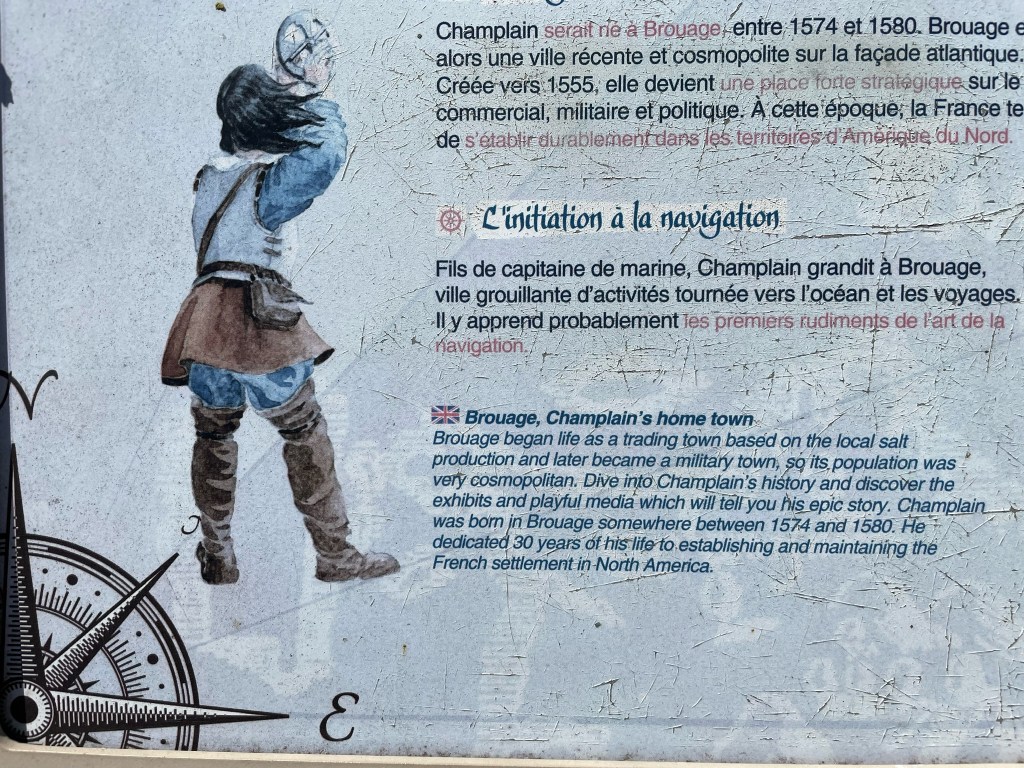 Champlain serait né à Brouage, entre 1574 et 1580. Brouage
alors une ville récente et cosmopolite sur la façade atlantique.
Créée vers 1555, elle devient une place forte stratégique sur le
commercial, militaire et politique. À cette époque, la France
de s'établir durablement dans les territoires d'Amérique du Nord.
L'initiation à la navigation
Fils de capitaine de marine, Champlain grandit à Brouage,
ville grouillante d'activités tournée vers l'océan et les voyages.
Il y apprend probablement les premiers rudiments de l'art de la
navigation.
Brouage, Champlain's home town
Brouage began life as a trading town based on the local salt
production and later became a military town, so its population was
very cosmopolitan. Dive into Champlain's history and discover the
exhibits and playful media which will tell you his epic story. Champlain
was born in Brouage somewhere between 1574 and 1580. He
dedicated 30 years of his life to establishing and maintaining the
French settlement in North America.
N
E